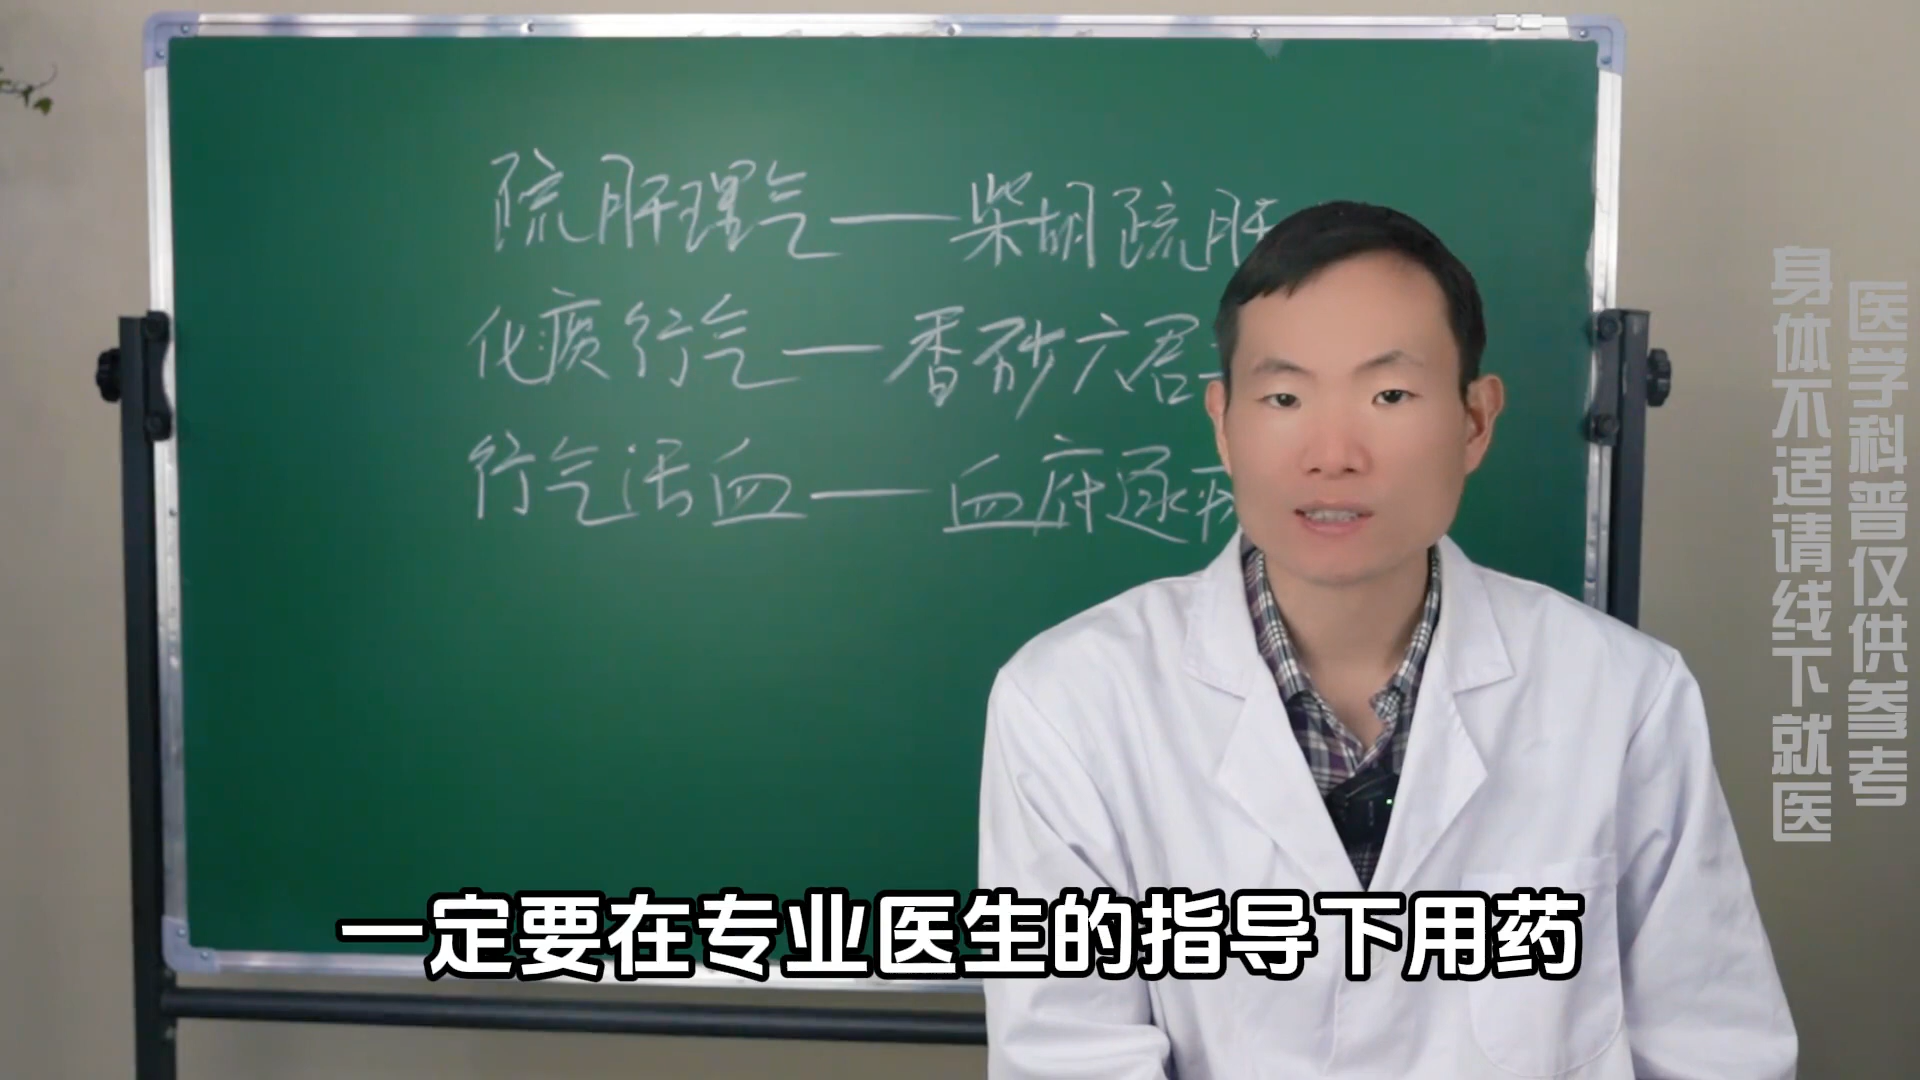 疏肝理气—柴胡疏肝
化痰行气—香砂六君
行气活血—血府逐瘀
一定要在专业医生的指导下用药
医学科普仅供参考
身体不适请线下就医